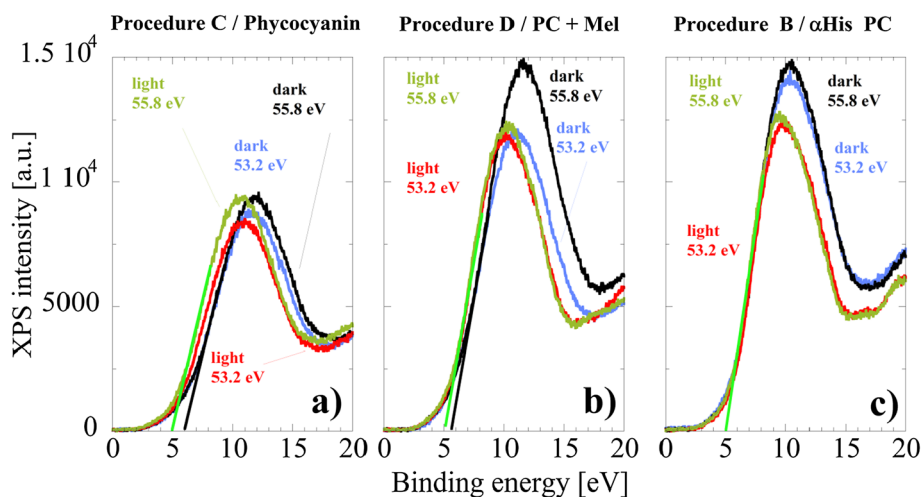 Procedure C / Phycocyanin
Procedure D / PC + Mel
Procedure B / αHis PC
1.5 10⁴
1 10⁴
5000
0
XPS intensity [a.u.]
light
55.8 eV
dark
55.8 eV
dark
53.2 eV
light
53.2 eV
a)
0 5 10 15 20
light
55.8 eV
dark
55.8 eV
dark
53.2 eV
light
53.2 eV
b)
0 5 10 15 20
light
55.8 eV
dark
55.8 eV
dark
53.2 eV
light
53.2 eV
c)
0 5 10 15 20
Binding energy [eV]